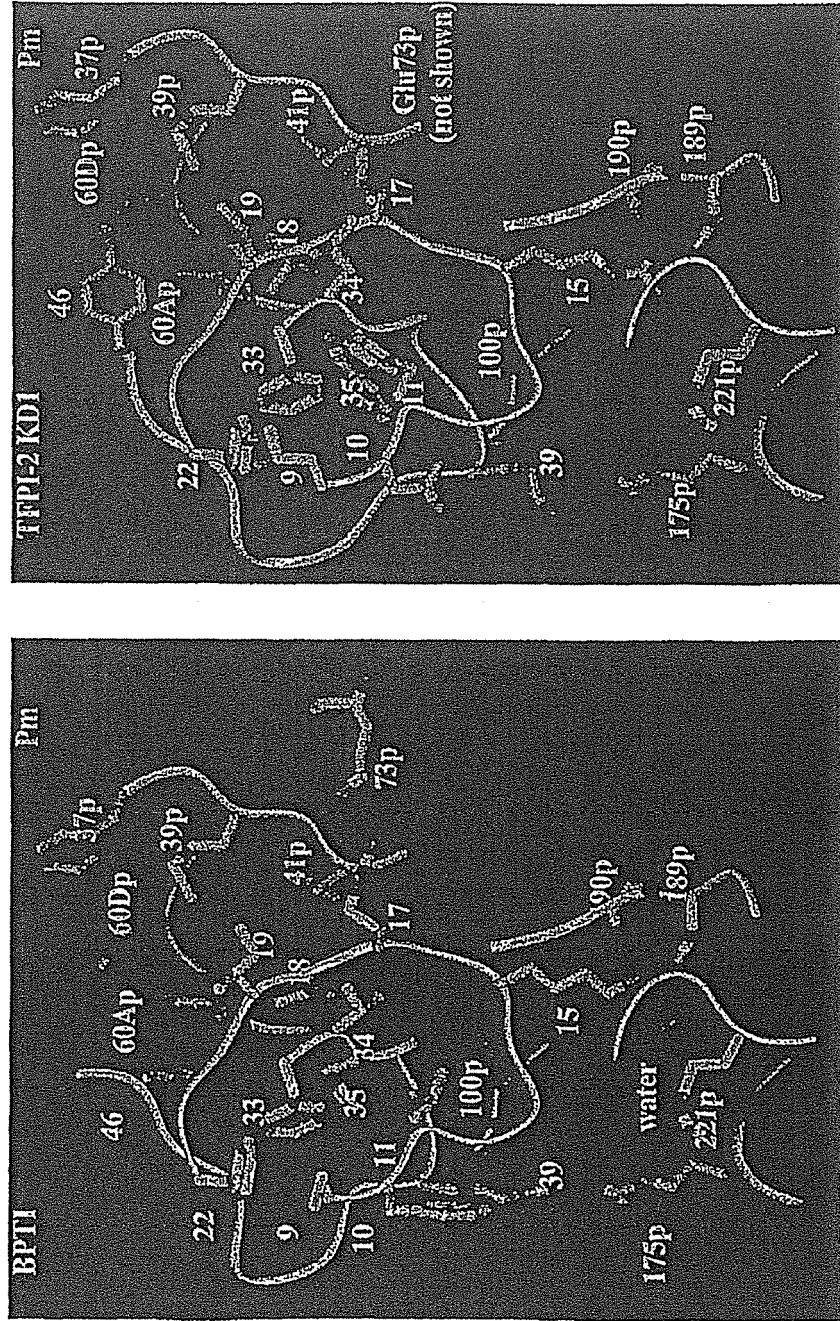 BPTI
Pm
46
60Ap
60Dp
37p
39p
22
33
19
18
41p
9
35
34
10
11
17
73p
100p
39
15
190p
water
189p
175p
221p
TFPI-2 KD1
Pm
46
60Dp
37p
60Ap
39p
22
33
19
18
41p
9
34
Glu73p
(not shown)
10
35
11
17
100p
39
15
190p
189p
175p
221p